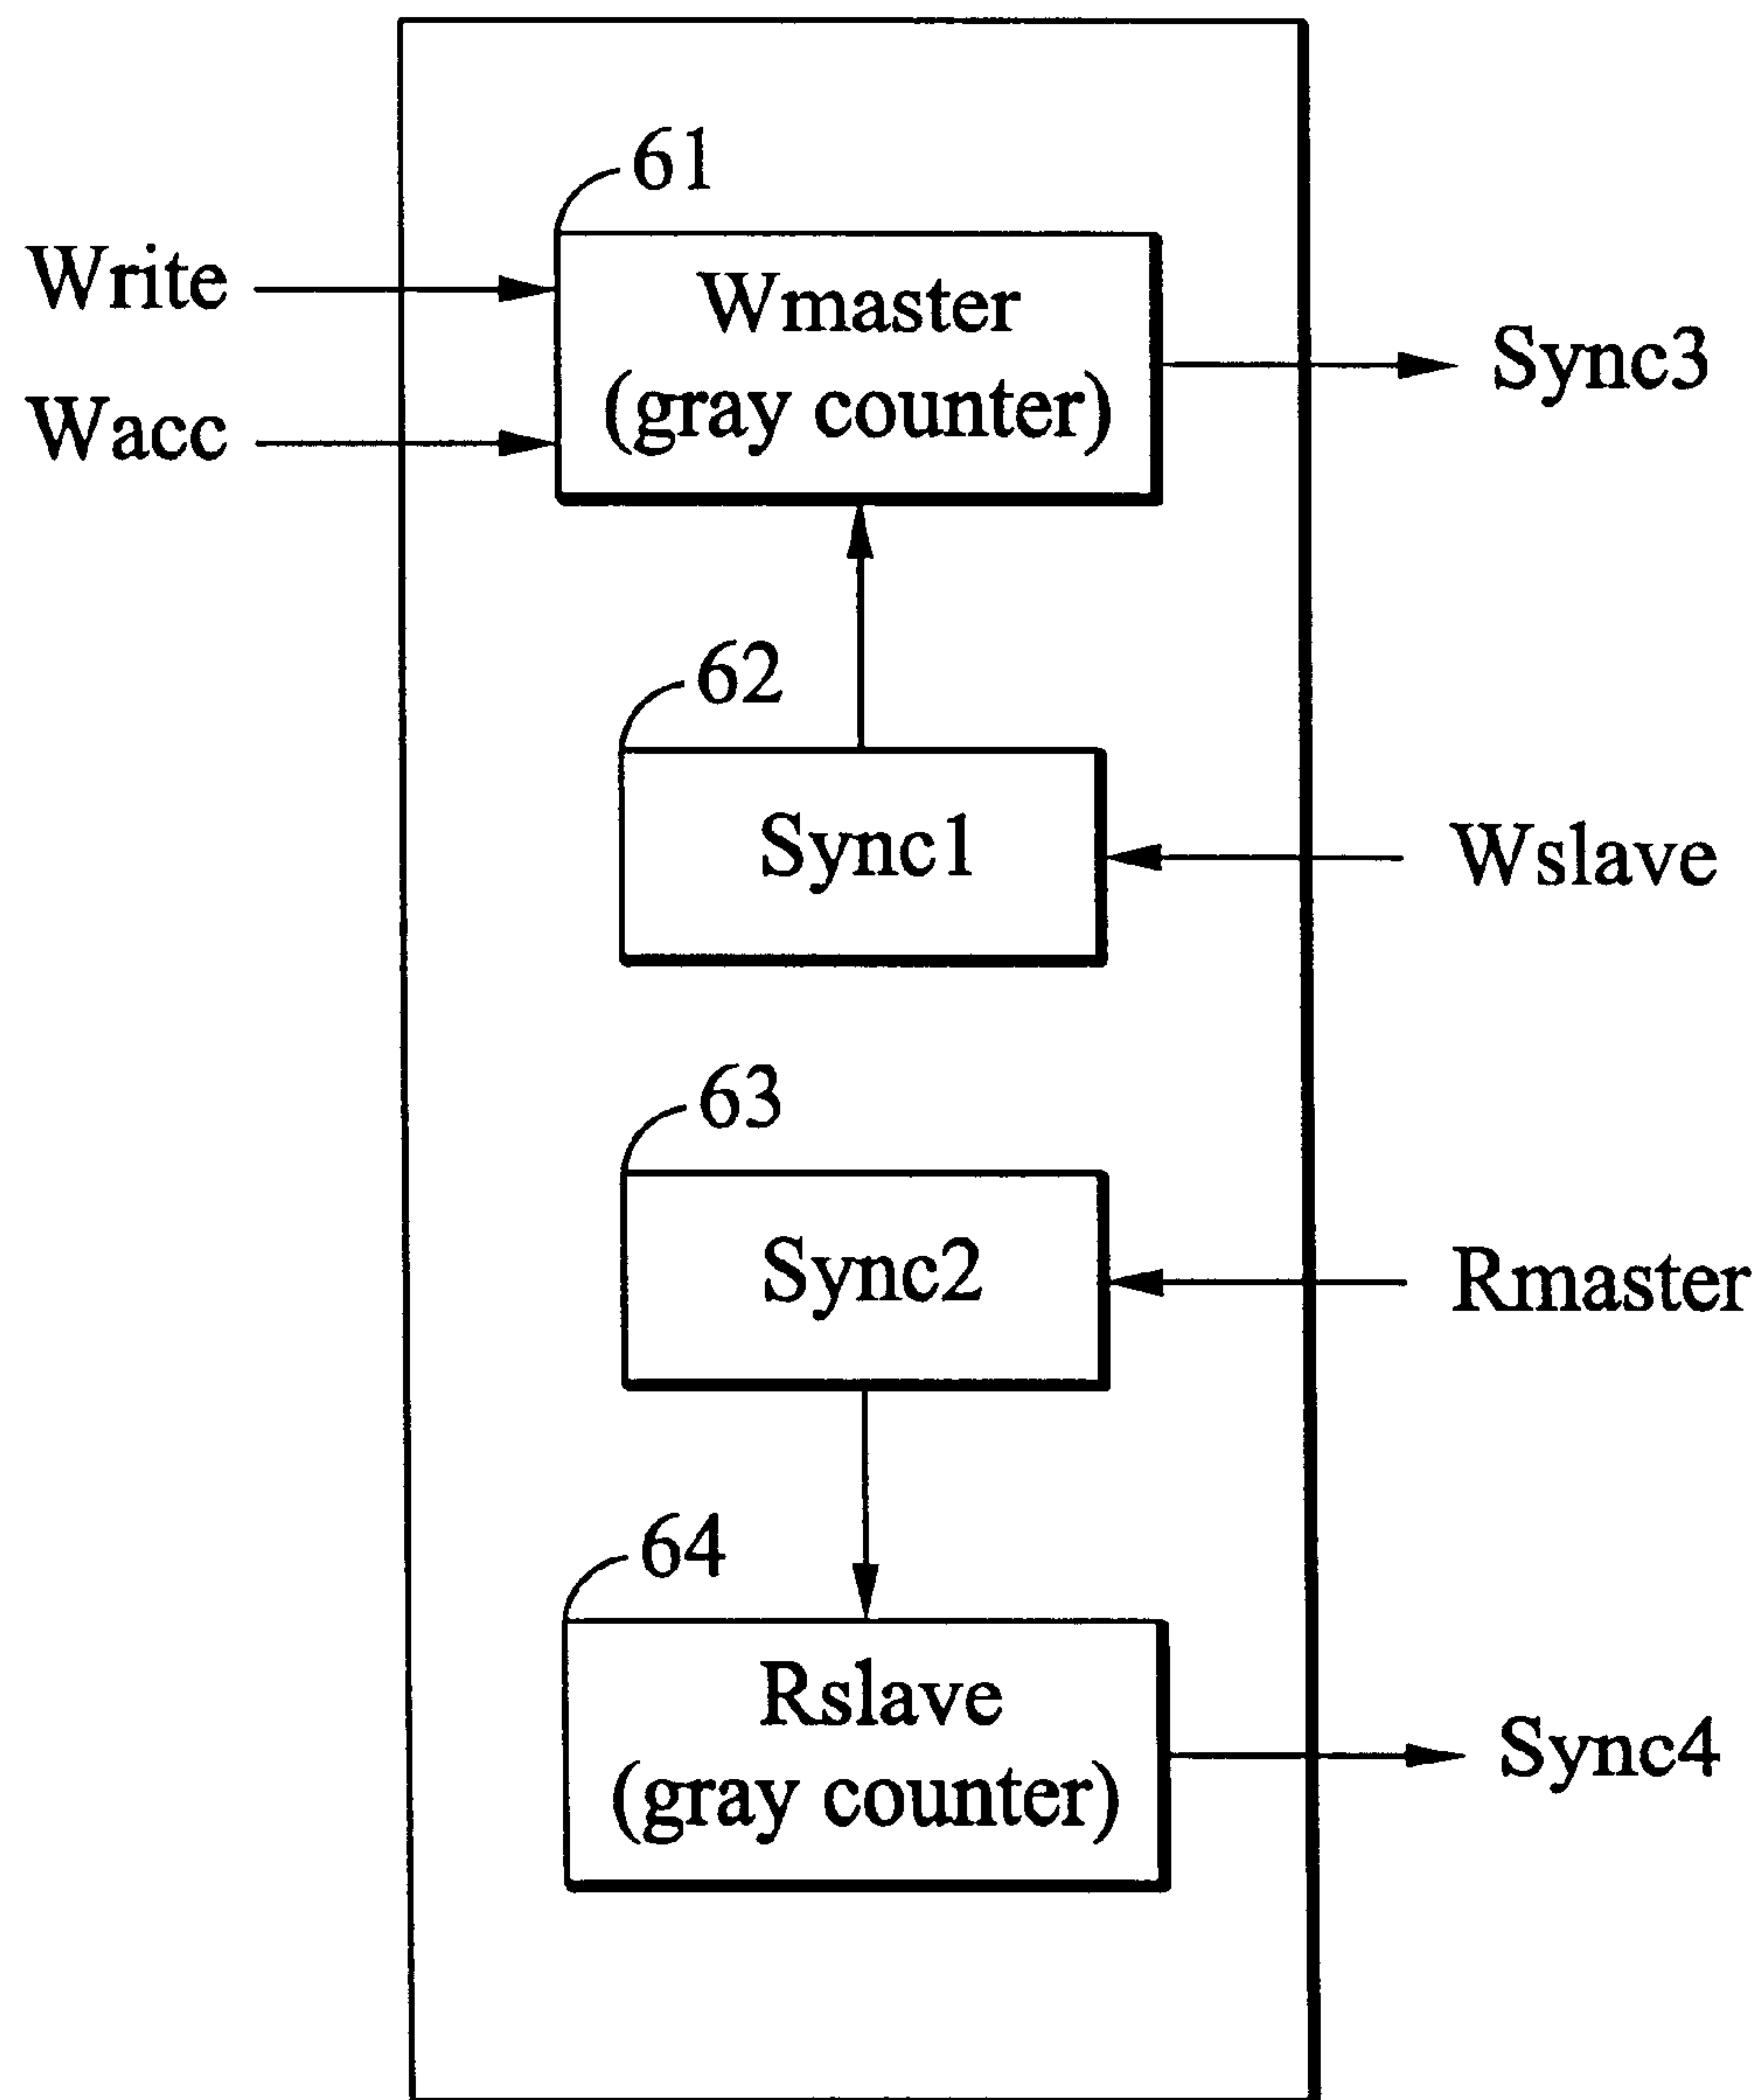 61
Write
Wmaster
(gray counter)
Sync3
Wacc
62
Sync1
Wslave
63
Sync2
Rmaster
64
Rslave
(gray counter)
Sync4